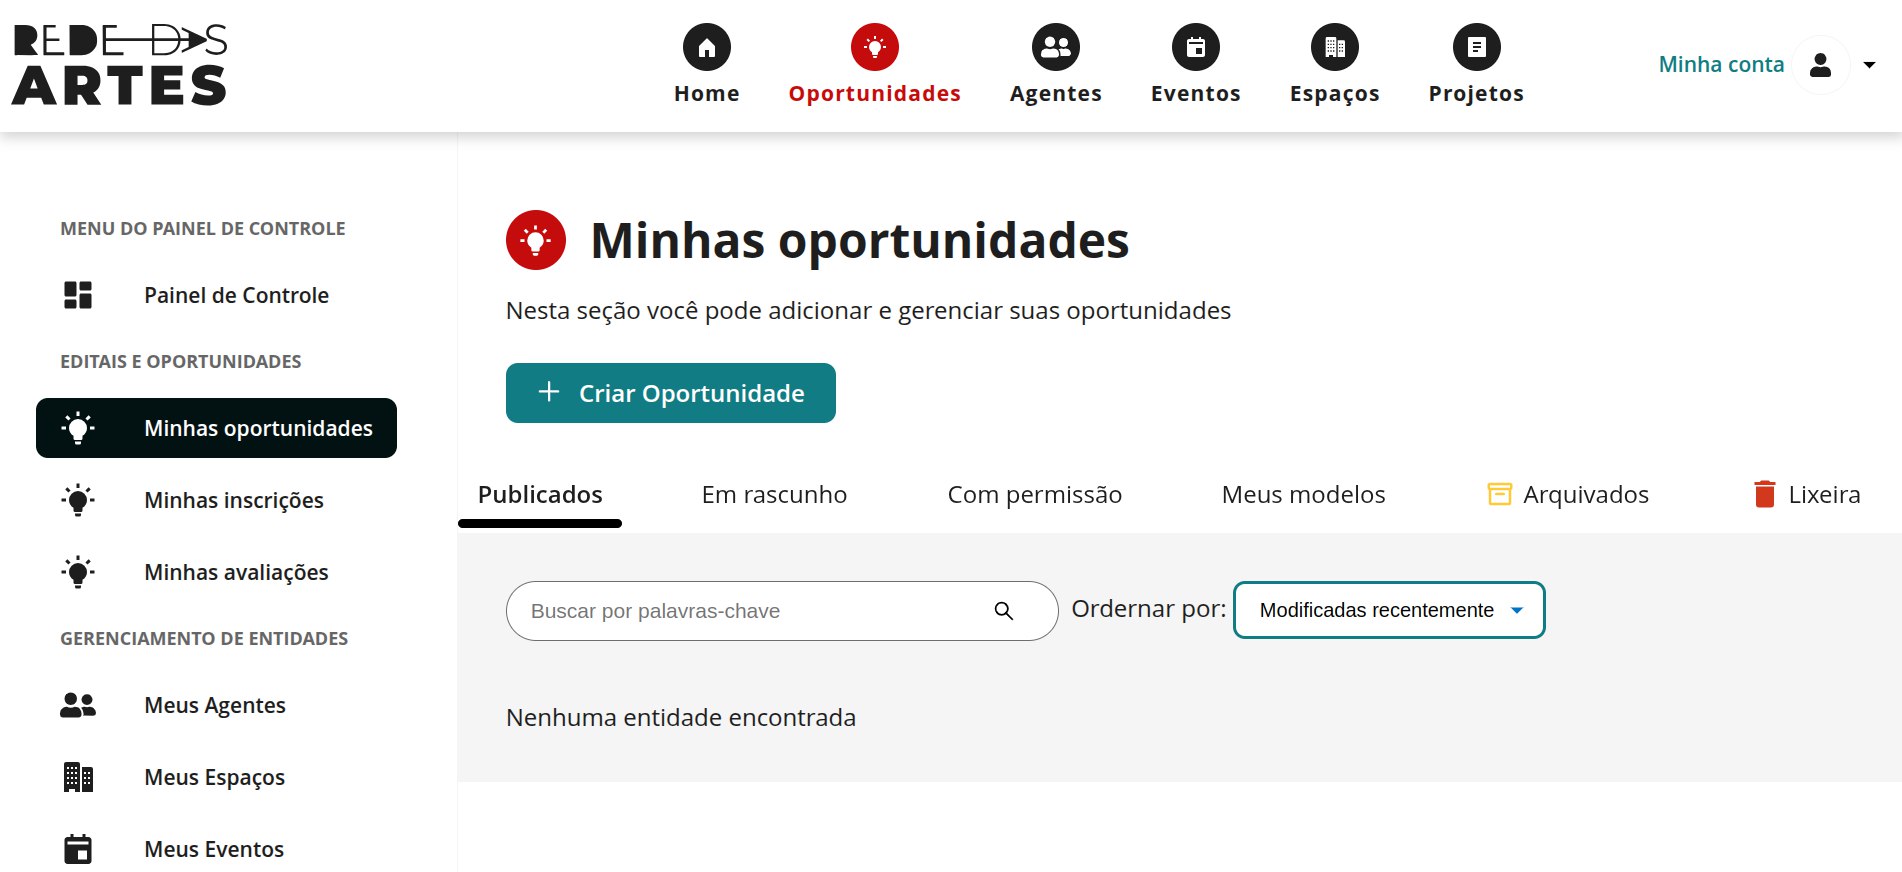 REDE DAS
ARTES
Home
Oportunidades
Agentes
Eventos
Espaços
Projetos
Minha conta
MENU DO PAINEL DE CONTROLE
Painel de Controle
EDITAIS E OPORTUNIDADES
Minhas oportunidades
Minhas inscrições
Minhas avaliações
GERENCIAMENTO DE ENTIDADES
Meus Agentes
Meus Espaços
Meus Eventos
Minhas oportunidades
Nesta seção você pode adicionar e gerenciar suas oportunidades
Criar Oportunidade
Publicados
Em rascunho
Com permissão
Meus modelos
Arquivados
Lixeira
Buscar por palavras-chave
Ordernar por:
Modificadas recentemente
Nenhuma entidade encontrada